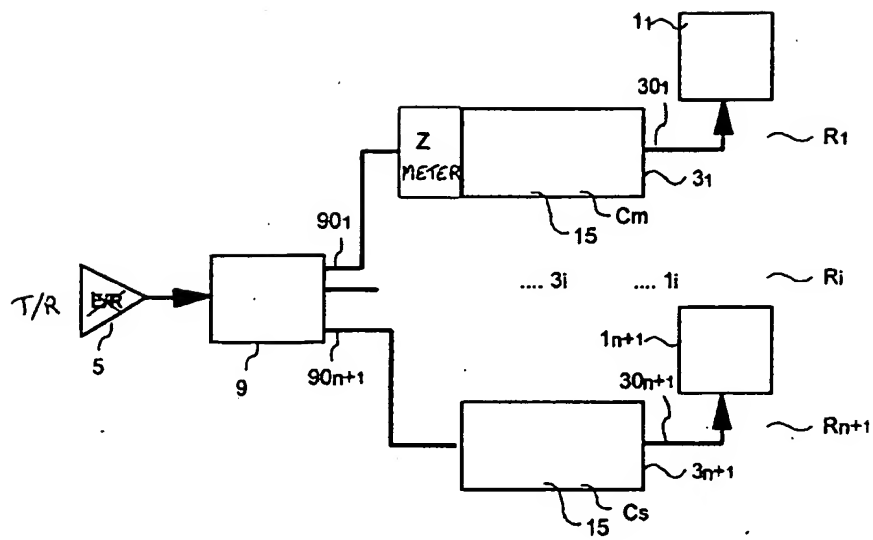 1₁
30₁
R₁
Z
METER
3₁
Cm
15
90₁
.... 3i
.... 1i
Ri
T/R
E/R
5
9
90n+1
1n+1
30n+1
Rn+1
3n+1
Cs
15